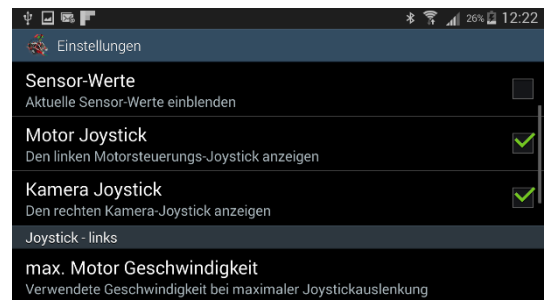 26% 12:22
Einstellungen
Sensor-Werte
Aktuelle Sensor-Werte einblenden
Motor Joystick
Den linken Motorsteuerungs-Joystick anzeigen
Kamera Joystick
Den rechten Kamera-Joystick anzeigen
Joystick - links
max. Motor Geschwindigkeit
Verwendete Geschwindigkeit bei maximaler Joystickauslenkung